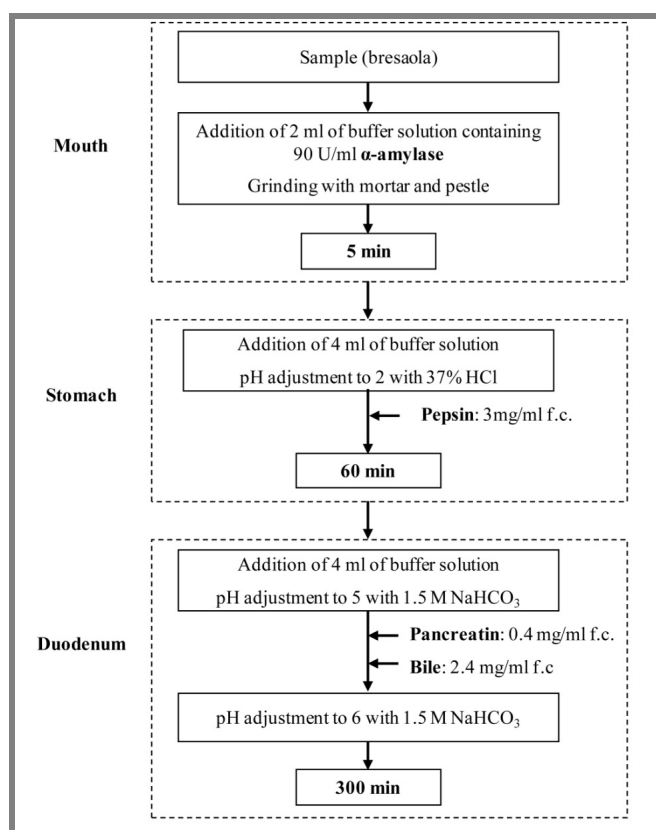 Mouth
Sample (bresaola)
Addition of 2 ml of buffer solution containing
90 U/ml α-amylase
Grinding with mortar and pestle
5 min
Stomach
Addition of 4 ml of buffer solution
pH adjustment to 2 with 37% HCl
Pepsin: 3mg/ml f.c.
60 min
Duodenum
Addition of 4 ml of buffer solution
pH adjustment to 5 with 1.5 M NaHCO₃
Pancreatin: 0.4 mg/ml f.c.
Bile: 2.4 mg/ml f.c
pH adjustment to 6 with 1.5 M NaHCO₃
300 min